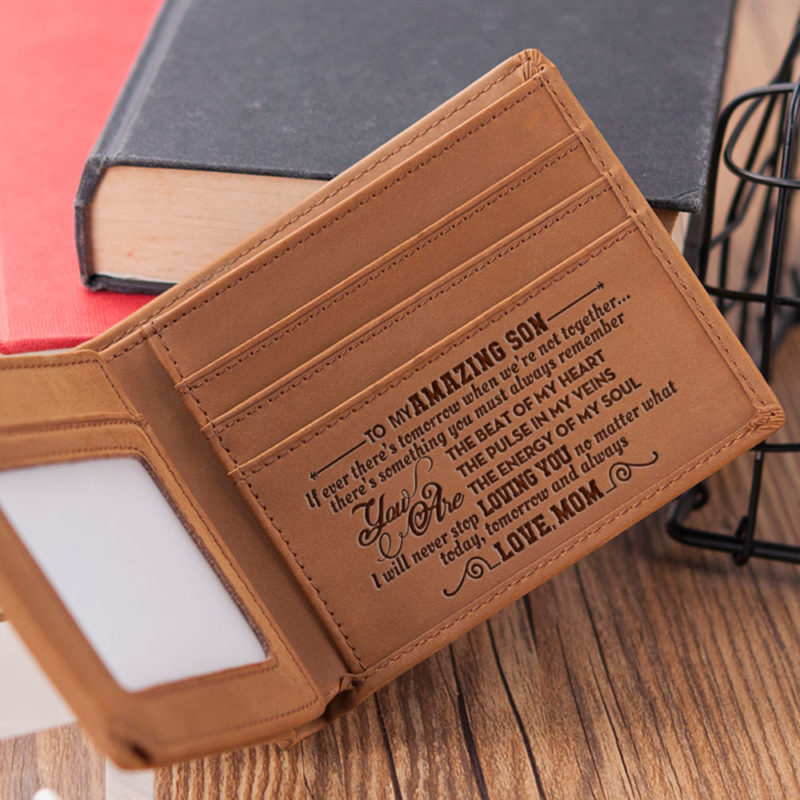 TO MY AMAZING SON
If ever there's tomorrow when we're not together...
there's something you must always remember
You Are
THE BEAT OF MY HEART
THE PULSE IN MY VEINS
THE ENERGY OF MY SOUL
I will never stop LOVING YOU no matter what
today, tomorrow and always
LOVE, MOM